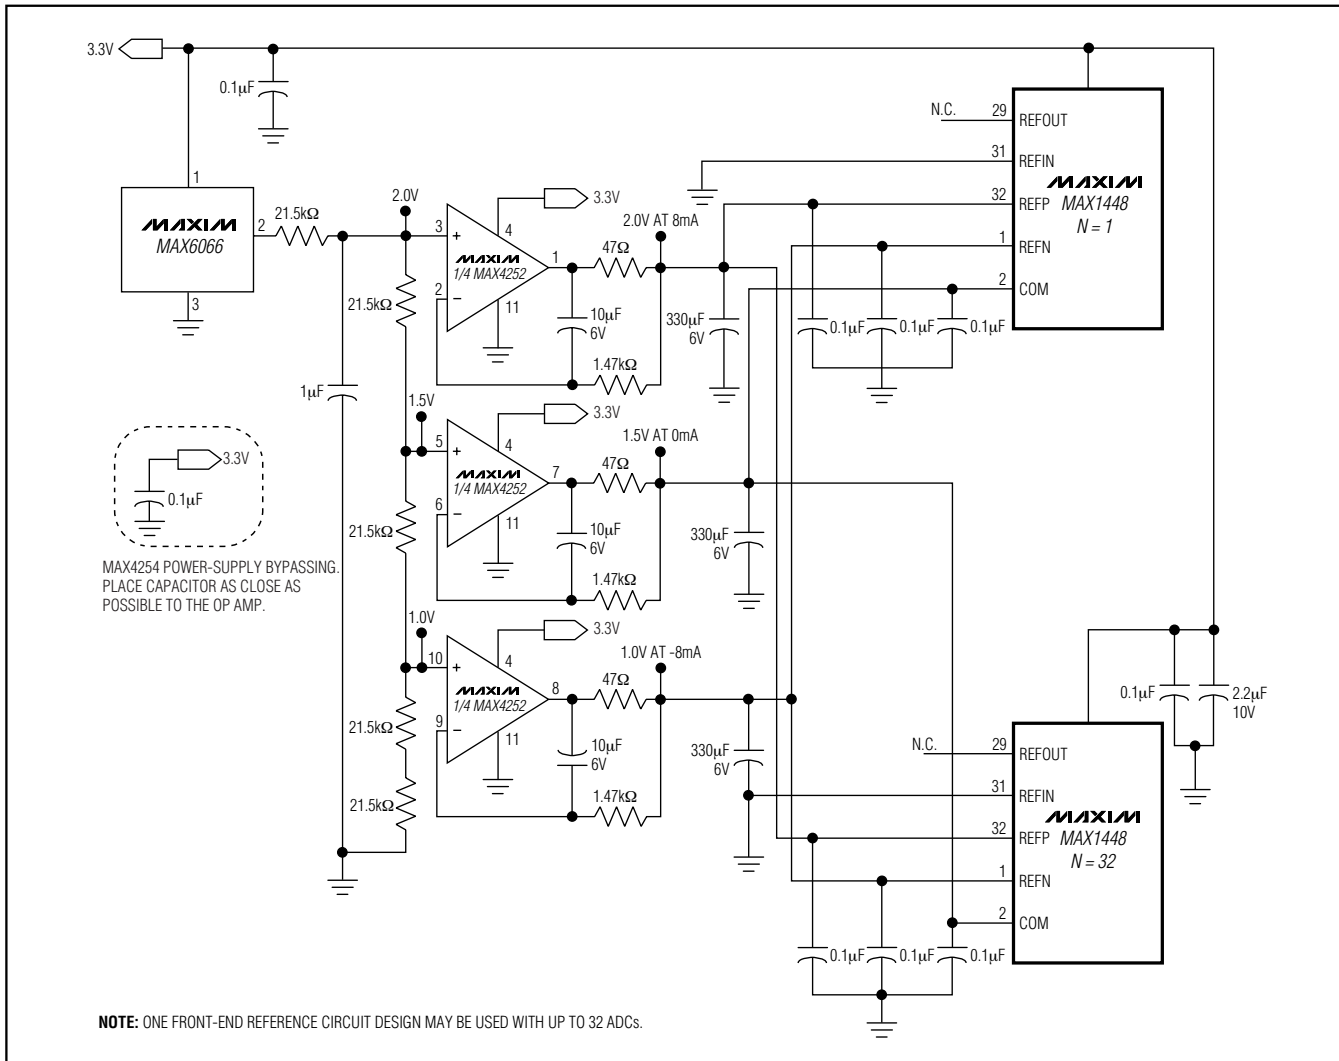 3.3V
0.1µF
N.C.
29
REFOUT
31
REFIN
32
REFP
1
REFN
2
COM
MAXIM
MAX1448
N = 1
1
MAXIM
MAX6066
2
3
21.5kΩ
2.0V
3
+
4
3.3V
MAXIM
1/4 MAX4252
2
−
11
1
47Ω
2.0V AT 8mA
10µF
6V
1.47kΩ
330µF
6V
0.1µF
0.1µF
0.1µF
21.5kΩ
1µF
1.5V
5
+
4
3.3V
MAXIM
1/4 MAX4252
6
−
11
7
47Ω
1.5V AT 0mA
10µF
6V
1.47kΩ
330µF
6V
3.3V
0.1µF
MAX4254 POWER-SUPPLY BYPASSING.
PLACE CAPACITOR AS CLOSE AS
POSSIBLE TO THE OP AMP.
21.5kΩ
1.0V
10
+
4
3.3V
MAXIM
1/4 MAX4252
9
−
11
8
47Ω
1.0V AT -8mA
10µF
6V
1.47kΩ
330µF
6V
21.5kΩ
21.5kΩ
0.1µF
2.2µF
10V
N.C.
29
REFOUT
31
REFIN
32
REFP
1
REFN
2
COM
MAXIM
MAX1448
N = 32
0.1µF
0.1µF
0.1µF
NOTE: ONE FRONT-END REFERENCE CIRCUIT DESIGN MAY BE USED WITH UP TO 32 ADCs.